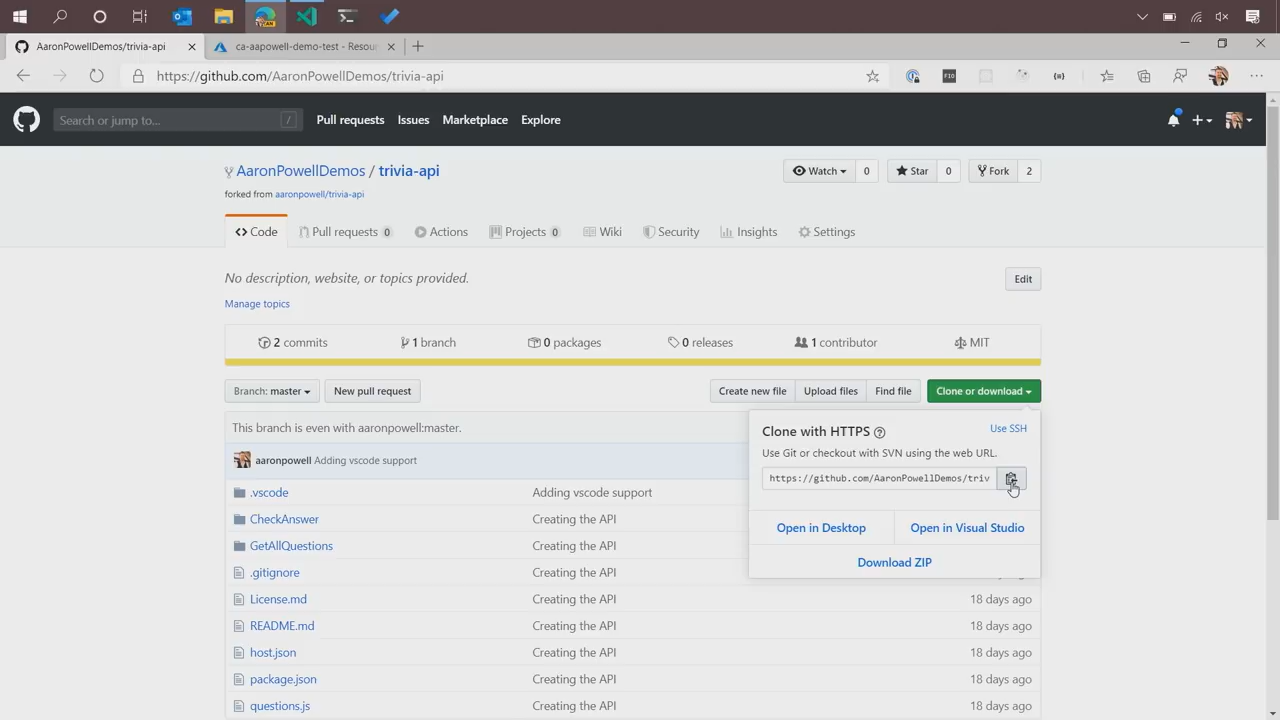 AaronPowellDemos/trivia-api
ca-aapowell-demo-test - Resour
https://github.com/AaronPowellDemos/trivia-api
Search or jump to... /
Pull requests Issues Marketplace Explore
AaronPowellDemos / trivia-api
forked from aaronpowell/trivia-api
Watch 0 Star 0 Fork 2
Code Pull requests 0 Actions Projects 0 Wiki Security Insights Settings
No description, website, or topics provided. Edit
Manage topics
2 commits 1 branch 0 packages 0 releases 1 contributor MIT
Branch: master New pull request Create new file Upload files Find file Clone or download
This branch is even with aaronpowell:master.
aaronpowell Adding vscode support
Clone with HTTPS Use SSH
Use Git or checkout with SVN using the web URL.
https://github.com/AaronPowellDemos/triv
Open in Desktop Open in Visual Studio
Download ZIP
.vscode Adding vscode support
CheckAnswer Creating the API
GetAllQuestions Creating the API
.gitignore Creating the API
License.md Creating the API 18 days ago
README.md Creating the API 18 days ago
host.json Creating the API 18 days ago
package.json Creating the API 18 days ago
questions.js Creating the API 18 days ago